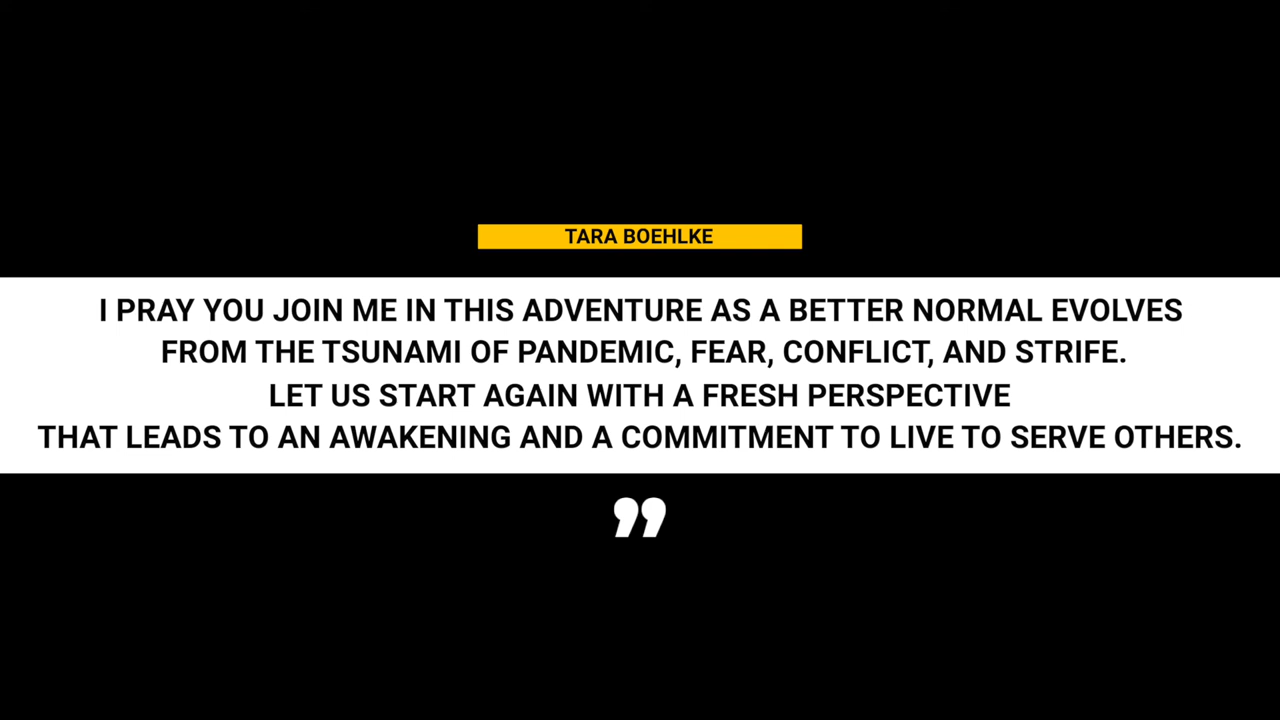 TARA BOEHLKE
I PRAY YOU JOIN ME IN THIS ADVENTURE AS A BETTER NORMAL EVOLVES
FROM THE TSUNAMI OF PANDEMIC, FEAR, CONFLICT, AND STRIFE.
LET US START AGAIN WITH A FRESH PERSPECTIVE
THAT LEADS TO AN AWAKENING AND A COMMITMENT TO LIVE TO SERVE OTHERS.
”